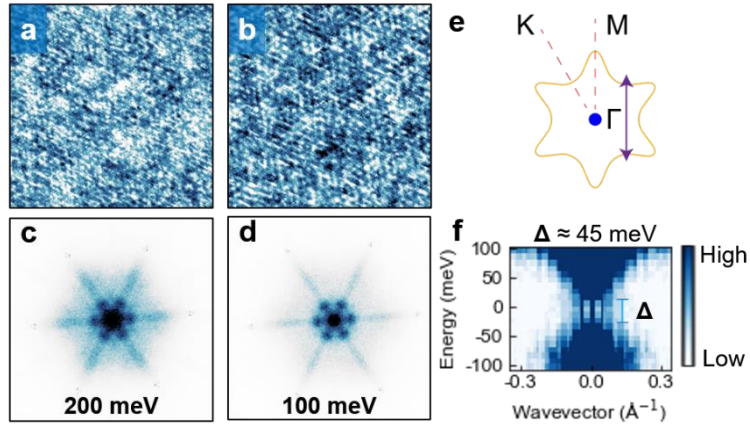 a
b
c
200 meV
d
100 meV
e
K
M
Γ
f
Δ ≈ 45 meV
Energy (meV)
100
50
0
-50
-100
Δ
-0.3
0.0
0.3
Wavevector (Å⁻¹)
High
Low